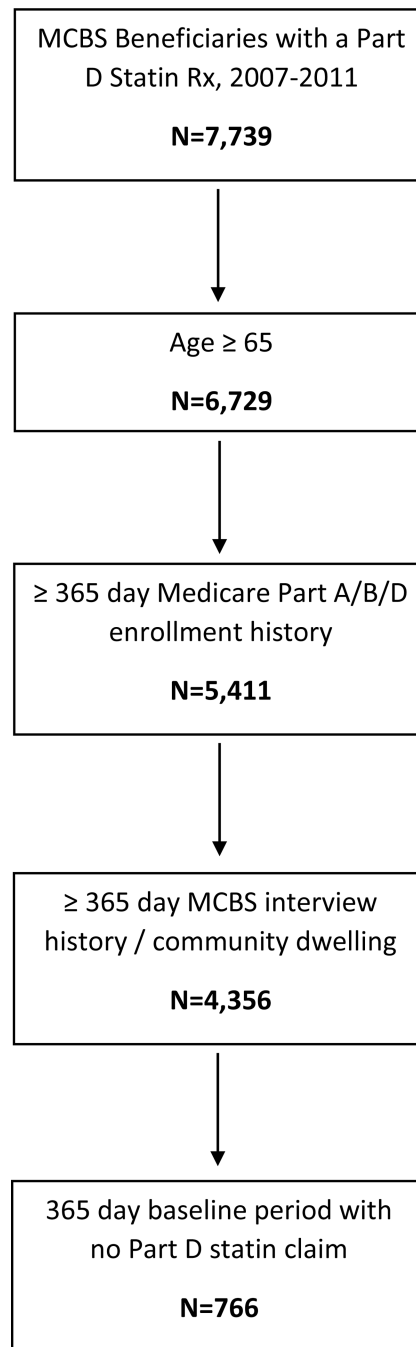 MCBS Beneficiaries with a Part
D Statin Rx, 2007-2011
N=7,739
Age ≥ 65
N=6,729
≥ 365 day Medicare Part A/B/D
enrollment history
N=5,411
≥ 365 day MCBS interview
history / community dwelling
N=4,356
365 day baseline period with
no Part D statin claim
N=766